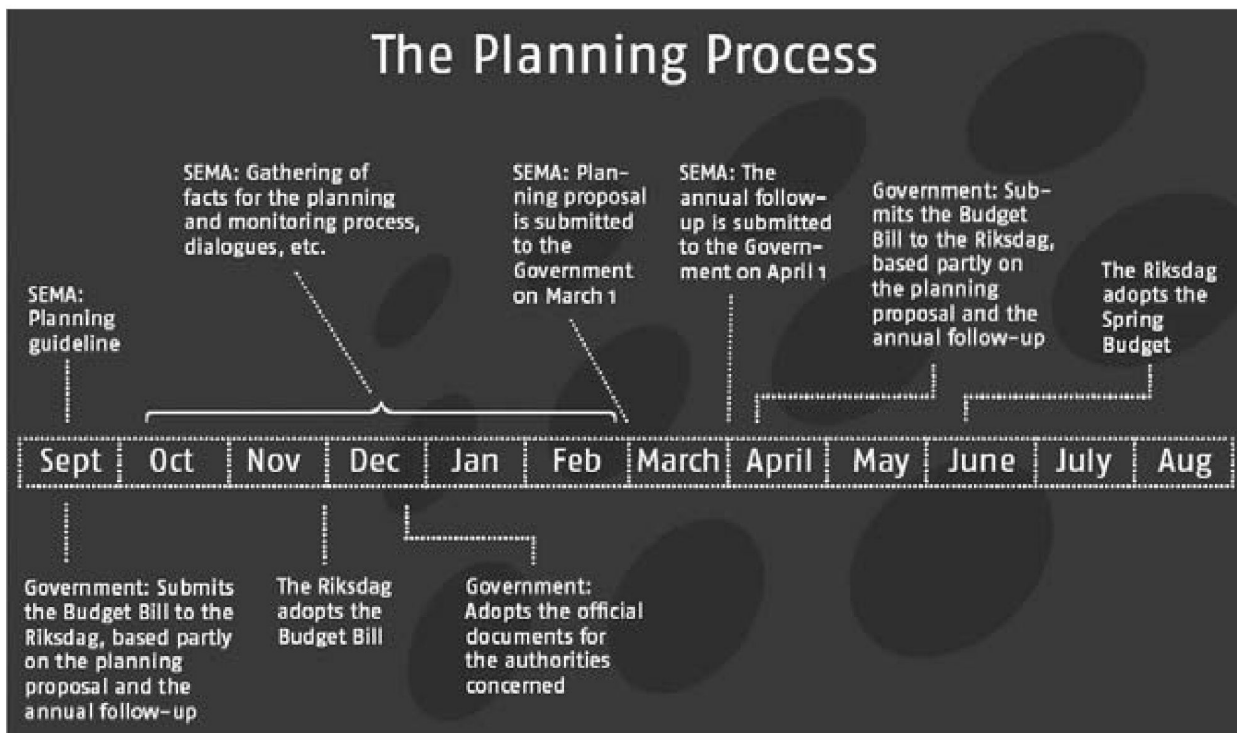 The Planning Process
SEMA: Gathering of
facts for the planning
and monitoring process,
dialogues, etc.
SEMA: Plan-
ning proposal
is submitted
to the
Government
on March 1
SEMA: The
annual follow-
up is submitted
to the Govern-
ment on April 1
Government: Sub-
mits the Budget
Bill to the Riksdag,
based partly on
the planning
proposal and the
annual follow-up
The Riksdag
adopts the
Spring
Budget
SEMA:
Planning
guideline
Sept Oct Nov Dec Jan Feb March April May June July Aug
Government: Submits
the Budget Bill to the
Riksdag, based partly
on the planning
proposal and the
annual follow-up
The Riksdag
adopts the
Budget Bill
Government:
Adopts the official
documents for
the authorities
concerned